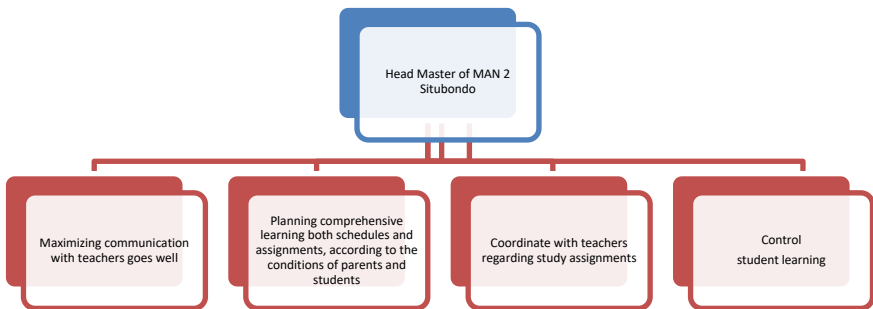 Head Master of MAN 2
Situbondo
Maximizing communication
with teachers goes well
Planning comprehensive
learning both schedules and
assignments, according to the
conditions of parents and
students
Coordinate with teachers
regarding study assignments
Control
student learning